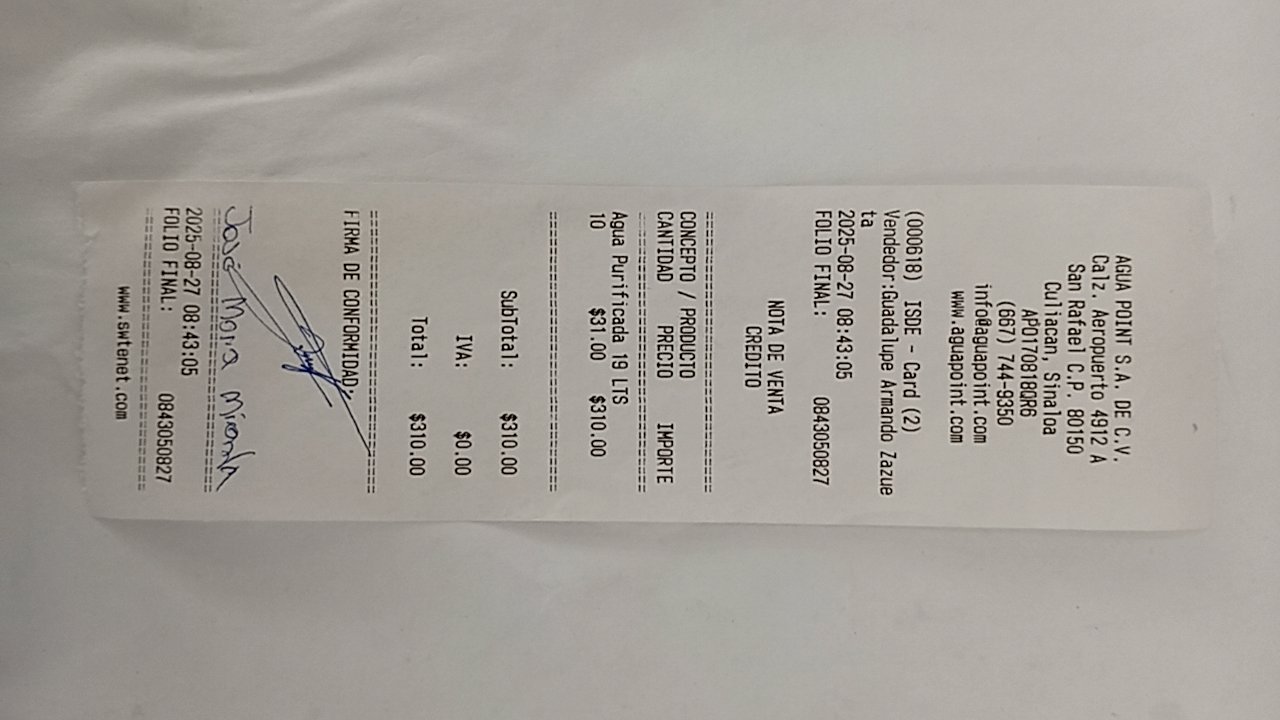 AGUA POINT S.A. DE C.V.
Calz. Aeropuerto 4912 A
San Rafael C.P. 80150
Culiacan, Sinaloa
APO170818QR6
(667) 744-9350
info@aguapoint.com
www.aguapoint.com
(000618) ISDE - Card (2)
Vendedor:Guadalupe Armando Zazue
ta
2025-08-27 08:43:05
FOLIO FINAL: 0843050827
NOTA DE VENTA
CREDITO
CONCEPTO / PRODUCTO
CANTIDAD PRECIO IMPORTE
Agua Purificada 19 LTS
10 $31.00 $310.00
SubTotal: $310.00
IVA: $0.00
Total: $310.00
FIRMA DE CONFORMIDAD:
José Mora Miranda
2025-08-27 08:43:05
FOLIO FINAL: 0843050827
www.swtenet.com